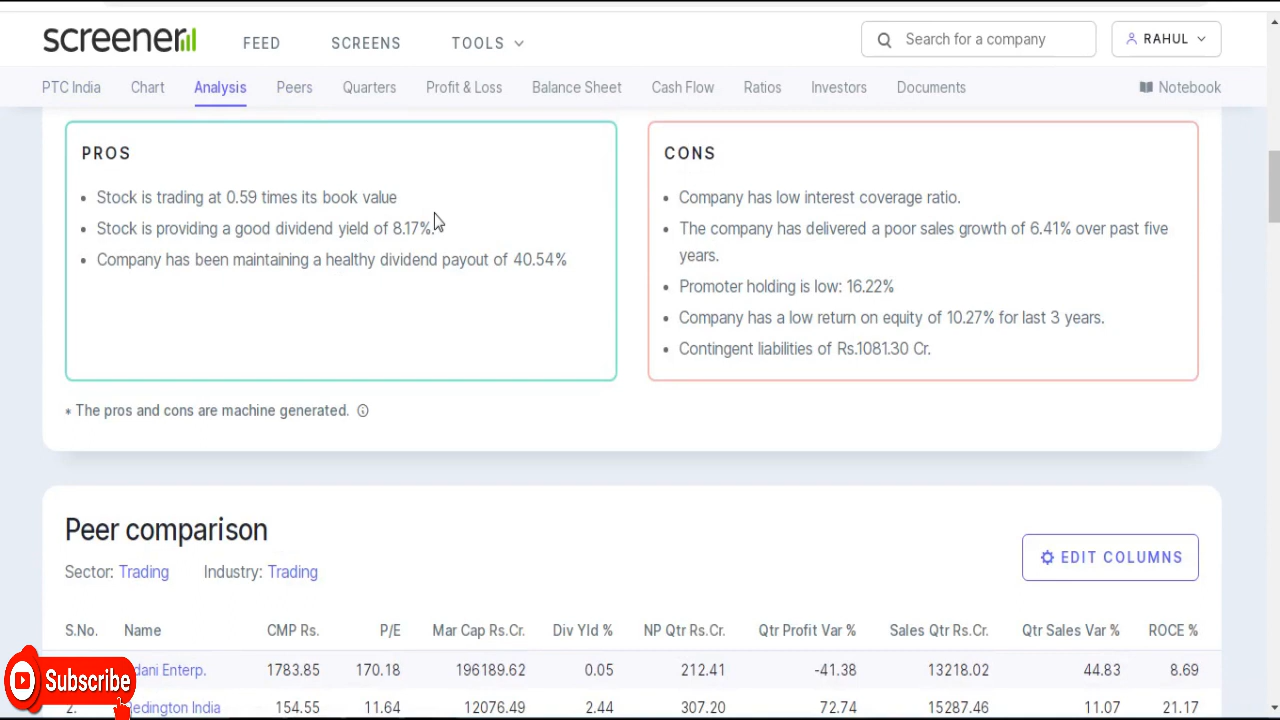 screener
FEED
SCREENS
TOOLS
Search for a company
RAHUL
PTC India
Chart
Analysis
Peers
Quarters
Profit & Loss
Balance Sheet
Cash Flow
Ratios
Investors
Documents
Notebook
PROS
• Stock is trading at 0.59 times its book value
• Stock is providing a good dividend yield of 8.17%.
• Company has been maintaining a healthy dividend payout of 40.54%
CONS
• Company has low interest coverage ratio.
• The company has delivered a poor sales growth of 6.41% over past five
years.
• Promoter holding is low: 16.22%
• Company has a low return on equity of 10.27% for last 3 years.
• Contingent liabilities of Rs.1081.30 Cr.
* The pros and cons are machine generated.
Peer comparison
Sector: Trading Industry: Trading
EDIT COLUMNS
S.No. Name CMP Rs. P/E Mar Cap Rs.Cr. Div Yld % NP Qtr Rs.Cr. Qtr Profit Var % Sales Qtr Rs.Cr. Qtr Sales Var % ROCE %
dani Enterp. 1783.85 170.18 196189.62 0.05 212.41 -41.38 13218.02 44.83 8.69
2. edington India 154.55 11.64 12076.49 2.44 307.20 72.74 15287.46 11.07 21.17
Subscribe